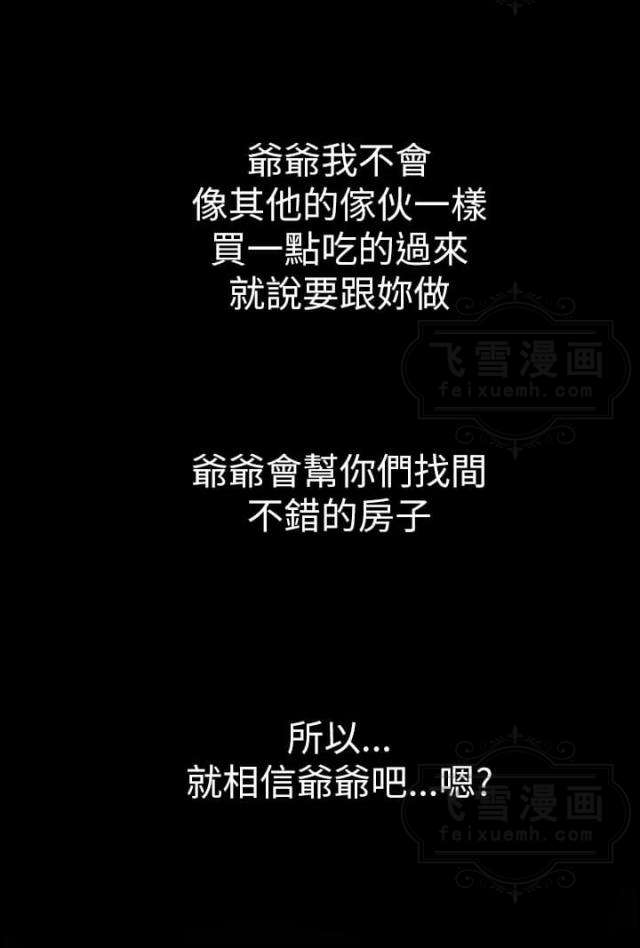 爺爺我不會
像其他的傢伙一樣
買一點吃的過來
就說要跟妳做
飞雪漫画
feixuemh.com
爺爺會幫你們找間
不錯的房子
所以...
就相信爺爺吧...嗯?
飞雪漫画
feixuemh.com